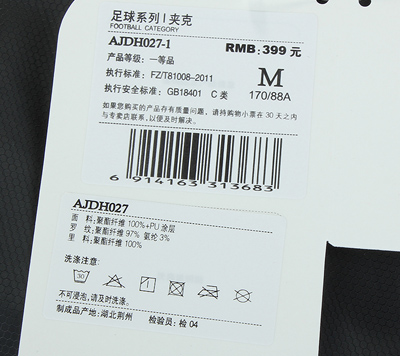 足球系列 | 夹克
FOOTBALL CATEGORY
AJDH027-1
RMB: 399 元
产品等级: 一等品
执行标准: FZ/T81008-2011
M
执行安全标准: GB18401 C 类
170/88A
如果您购买的产品存有质量问题, 请持购物小票在 30 天之内
与专卖店联系, 以便及时解决。
6 914163 313683
AJDH027
面 料: 聚酯纤维 100%+PU 涂层
罗 纹: 聚酯纤维 97% 氨纶 3%
里 料: 聚酯纤维 100%
洗涤注意:
30
不可浸泡, 请及时洗涤.
制成品产地: 湖北荆州 检验员: 检 04